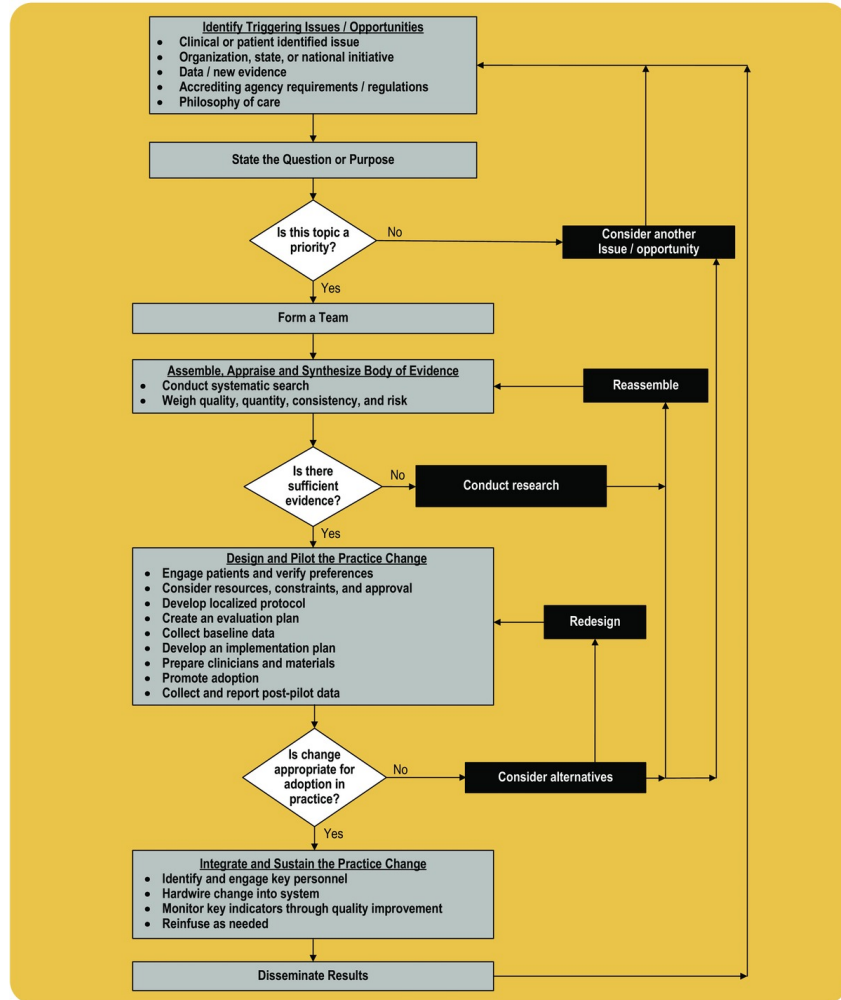 Identify Triggering Issues / Opportunities
• Clinical or patient identified issue
• Organization, state, or national initiative
• Data / new evidence
• Accrediting agency requirements / regulations
• Philosophy of care
State the Question or Purpose
Is this topic a
priority?
No
Consider another
Issue / opportunity
Yes
Form a Team
Assemble, Appraise and Synthesize Body of Evidence
• Conduct systematic search
• Weigh quality, quantity, consistency, and risk
Reassemble
Is there
sufficient
evidence?
No
Conduct research
Yes
Design and Pilot the Practice Change
• Engage patients and verify preferences
• Consider resources, constraints, and approval
• Develop localized protocol
• Create an evaluation plan
• Collect baseline data
• Develop an implementation plan
• Prepare clinicians and materials
• Promote adoption
• Collect and report post-pilot data
Redesign
Is change
appropriate for
adoption in
practice?
No
Consider alternatives
Yes
Integrate and Sustain the Practice Change
• Identify and engage key personnel
• Hardwire change into system
• Monitor key indicators through quality improvement
• Reinfuse as needed
Disseminate Results